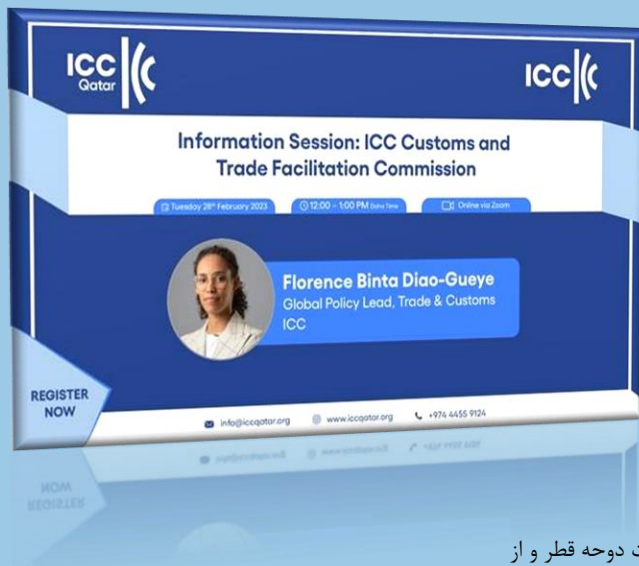 ICC
Qatar
ICC
Information Session: ICC Customs and
Trade Facilitation Commission
Tuesday 28th February 2023
12:00 – 1:00 PM Doha Time
Online via Zoom
Florence Binta Diao-Gueye
Global Policy Lead, Trade & Customs
ICC
REGISTER
NOW
info@iccqatar.org
www.iccqatar.org
+974 4455 9124
ت دوحه قطر و از